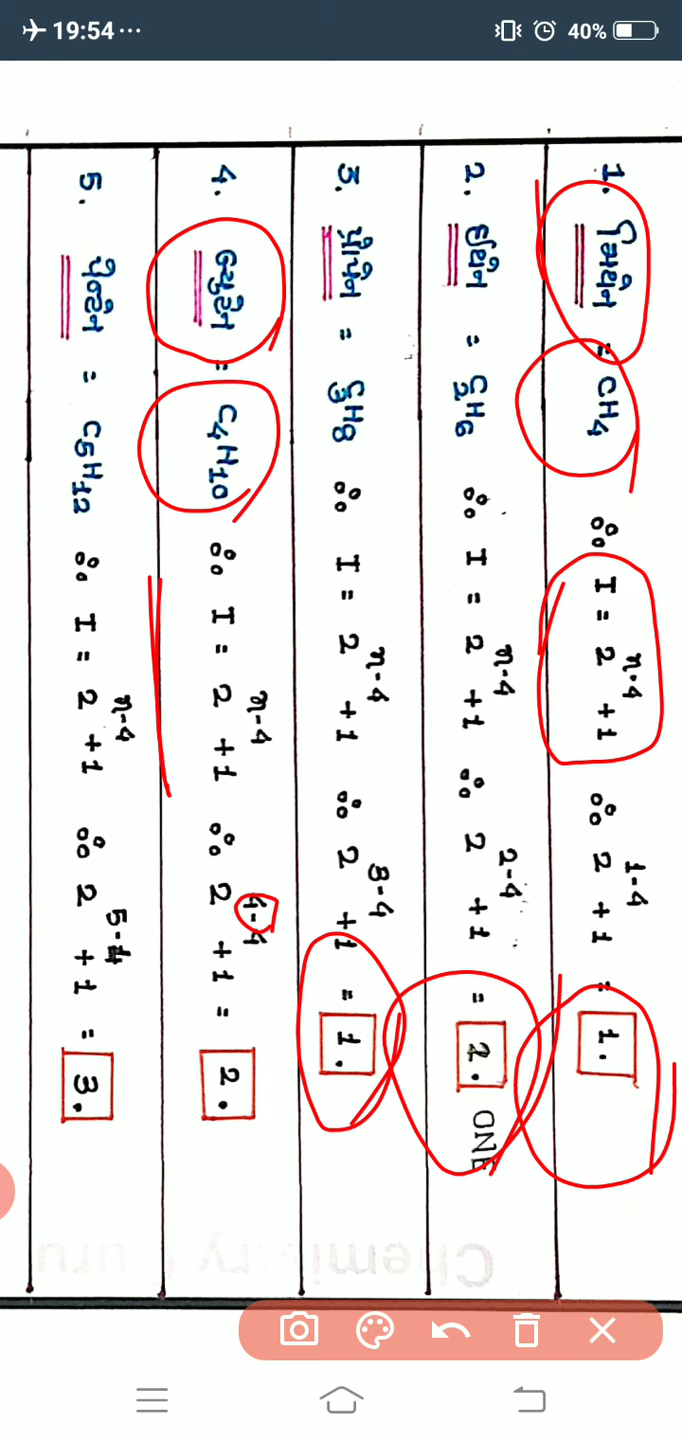 19:54 ...
40%
1. મિથેન = CH4 ∴ I = 2^n-4 +1 ∴ 2^1-4 +1 = 1.
2. ઈથેન = C2H6 ∴ I = 2^n-4 +1 ∴ 2^2-4 +1 = 1. ONE
3. પ્રોપેન = C3H8 ∴ I = 2^n-4 +1 ∴ 2^3-4 +1 = 1.
4. બ્યુટેન = C4H10 ∴ I = 2^n-4 +1 ∴ 2^4-4 +1 = 2.
5. પેન્ટેન = C5H12 ∴ I = 2^n-4 +1 ∴ 2^5-4 +1 = 3.